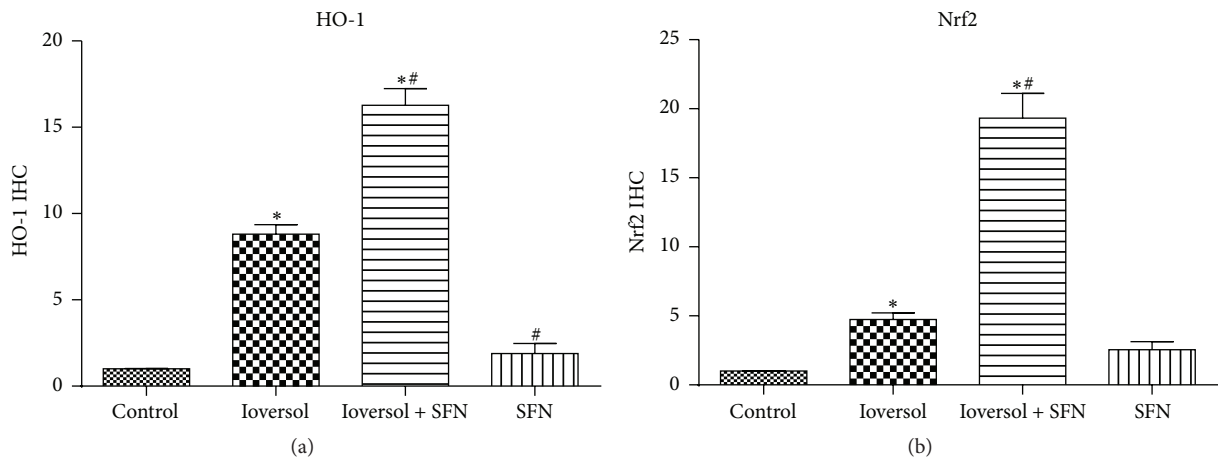 HO-1
20
15
10
5
0
HO-1 IHC
*
*#
#
Control Ioversol Ioversol + SFN SFN
(a)
Nrf2
25
20
15
10
5
0
Nrf2 IHC
*
*#
Control Ioversol Ioversol + SFN SFN
(b)